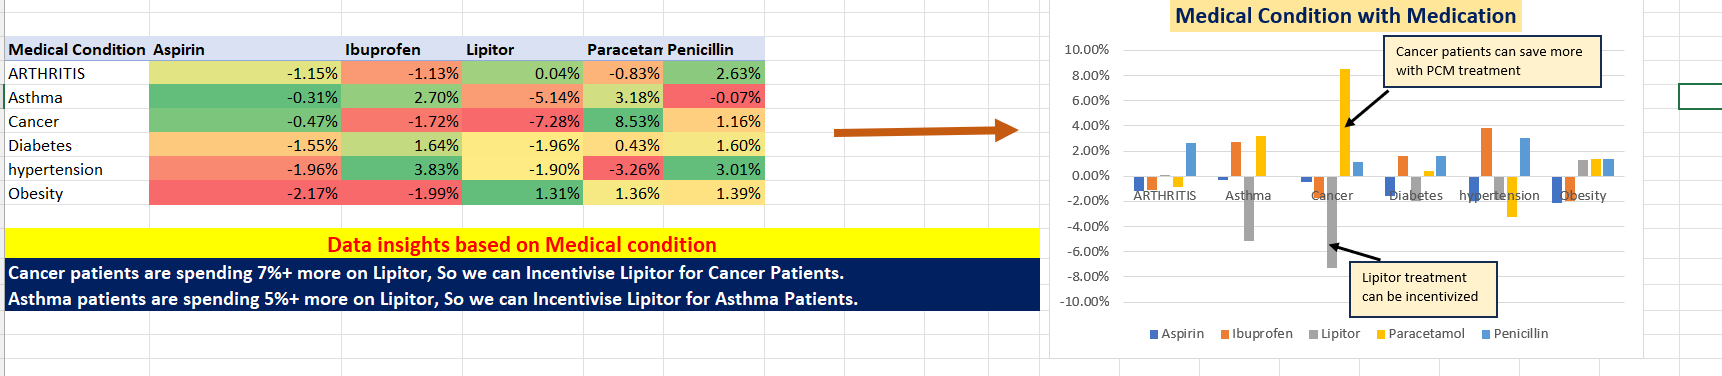 Medical Condition Aspirin Ibuprofen Lipitor Paracetan Penicillin
ARTHRITIS -1.15% -1.13% 0.04% -0.83% 2.63%
Asthma -0.31% 2.70% -5.14% 3.18% -0.07%
Cancer -0.47% -1.72% -7.28% 8.53% 1.16%
Diabetes -1.55% 1.64% -1.96% 0.43% 1.60%
hypertension -1.96% 3.83% -1.90% -3.26% 3.01%
Obesity -2.17% -1.99% 1.31% 1.36% 1.39%
Data insights based on Medical condition
Cancer patients are spending 7%+ more on Lipitor, So we can Incentivise Lipitor for Cancer Patients.
Asthma patients are spending 5%+ more on Lipitor, So we can Incentivise Lipitor for Asthma Patients.
Medical Condition with Medication
10.00%
8.00%
6.00%
4.00%
2.00%
0.00%
-2.00%
-4.00%
-6.00%
-8.00%
-10.00%
Cancer patients can save more
with PCM treatment
ARTHRITIS Asthma Cancer Diabetes hypertension Obesity
Lipitor treatment
can be incentivized
Aspirin Ibuprofen Lipitor Paracetamol Penicillin